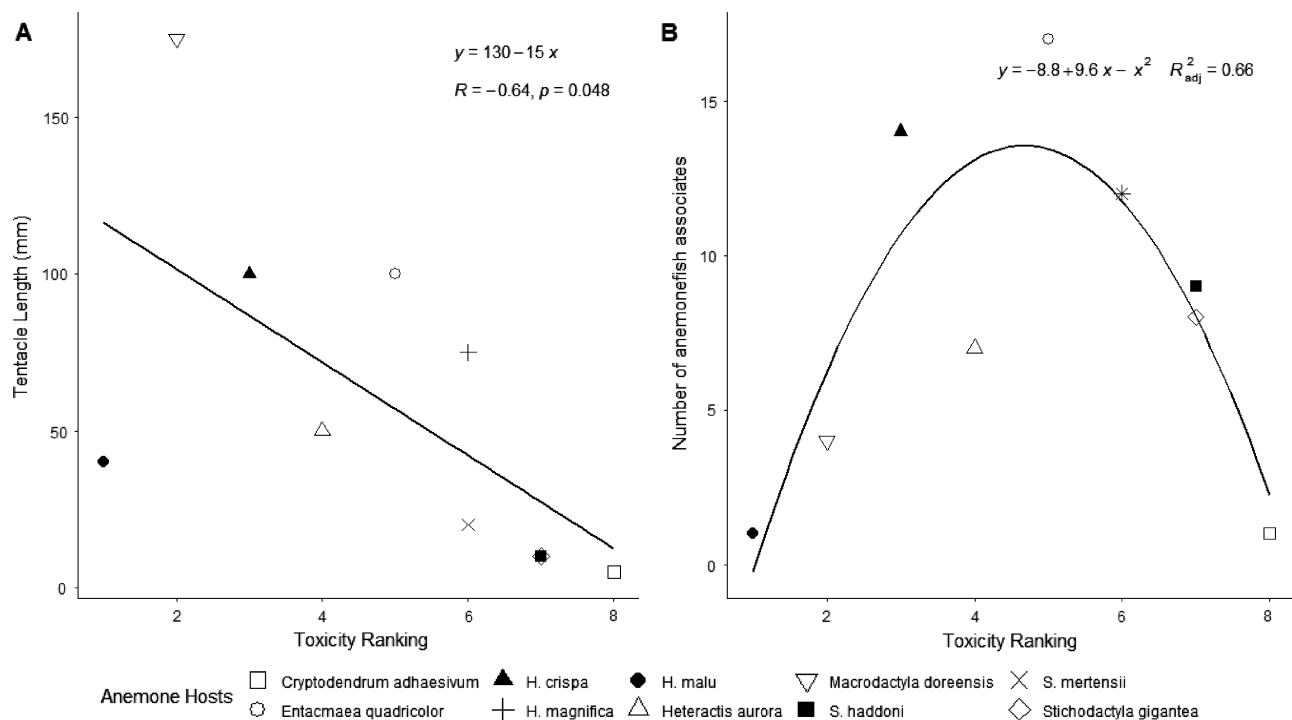 A
y = 130 − 15 x
R = −0.64, p = 0.048
Tentacle Length (mm)
150
100
50
0
2
4
6
8
Toxicity Ranking
B
y = −8.8 + 9.6 x − x² R²adj = 0.66
Number of anemonefish associates
15
10
5
0
2
4
6
8
Toxicity Ranking
Anemone Hosts
Cryptodendrum adhaesivum
H. crispa
H. malu
Macrodactyla doreensis
S. mertensii
Entacmaea quadricolor
H. magnifica
Heteractis aurora
S. haddoni
Stichodactyla gigantea